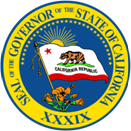 SEAL OF THE GOVERNOR OF THE STATE OF CALIFORNIA
CALIFORNIA REPUBLIC
XXXIX